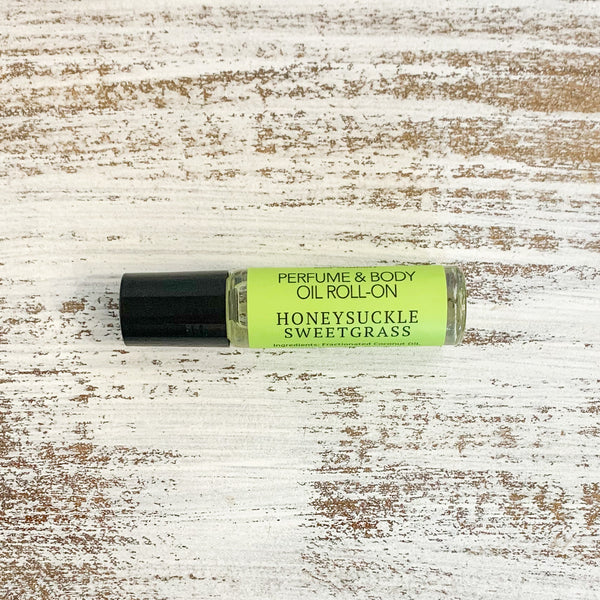 PERFUME & BODY
OIL ROLL-ON
HONEYSUCKLE
SWEETGRASS
Ingredients: Fractionated Coconut Oil,